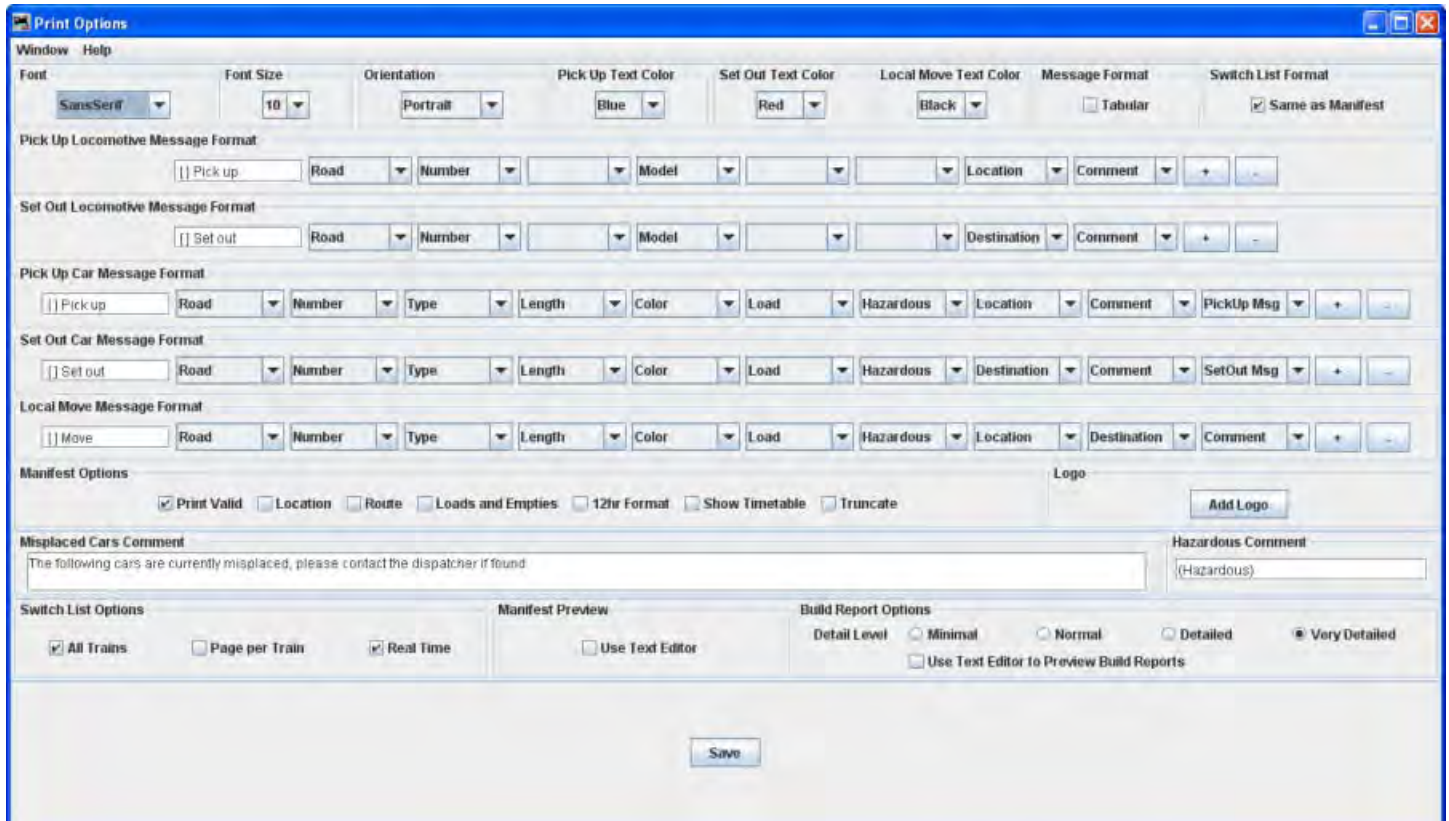 Print Options
Window Help
Font Font Size Orientation Pick Up Text Color Set Out Text Color Local Move Text Color Message Format Switch List Format
SansSerif 10 Portrait Blue Red Black Tabular Same as Manifest
Pick Up Locomotive Message Format
[ ] Pick up Road Number Model Location Comment + -
Set Out Locomotive Message Format
[ ] Set out Road Number Model Destination Comment + -
Pick Up Car Message Format
[ ] Pick up Road Number Type Length Color Load Hazardous Location Comment PickUp Msg + -
Set Out Car Message Format
[ ] Set out Road Number Type Length Color Load Hazardous Destination Comment SetOut Msg + -
Local Move Message Format
[ ] Move Road Number Type Length Color Load Hazardous Location Destination Comment + -
Manifest Options Logo
Print Valid Location Route Loads and Empties 12hr Format Show Timetable Truncate Add Logo
Misplaced Cars Comment Hazardous Comment
The following cars are currently misplaced, please contact the dispatcher if found (Hazardous)
Switch List Options Manifest Preview Build Report Options
All Trains Page per Train Real Time Use Text Editor Detail Level Minimal Normal Detailed Very Detailed
Use Text Editor to Preview Build Reports
Save